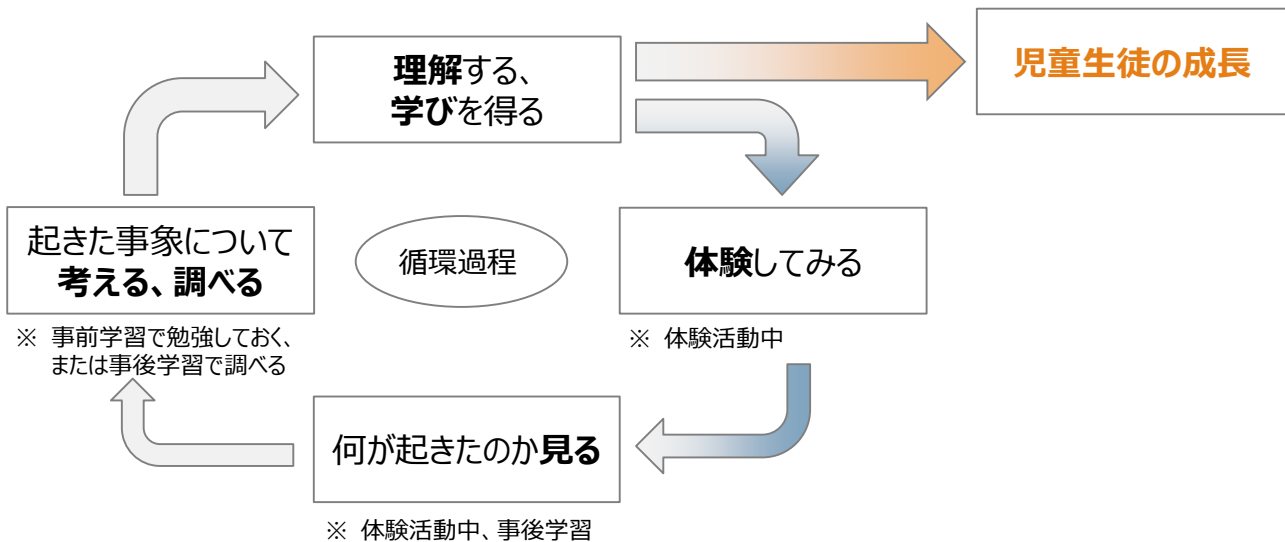 理解する、
学びを得る
児童生徒の成長
起きた事象について
考える、調べる
※ 事前学習で勉強しておく、
または事後学習で調べる
循環過程
体験してみる
※ 体験活動中
何が起きたのか見る
※ 体験活動中、事後学習